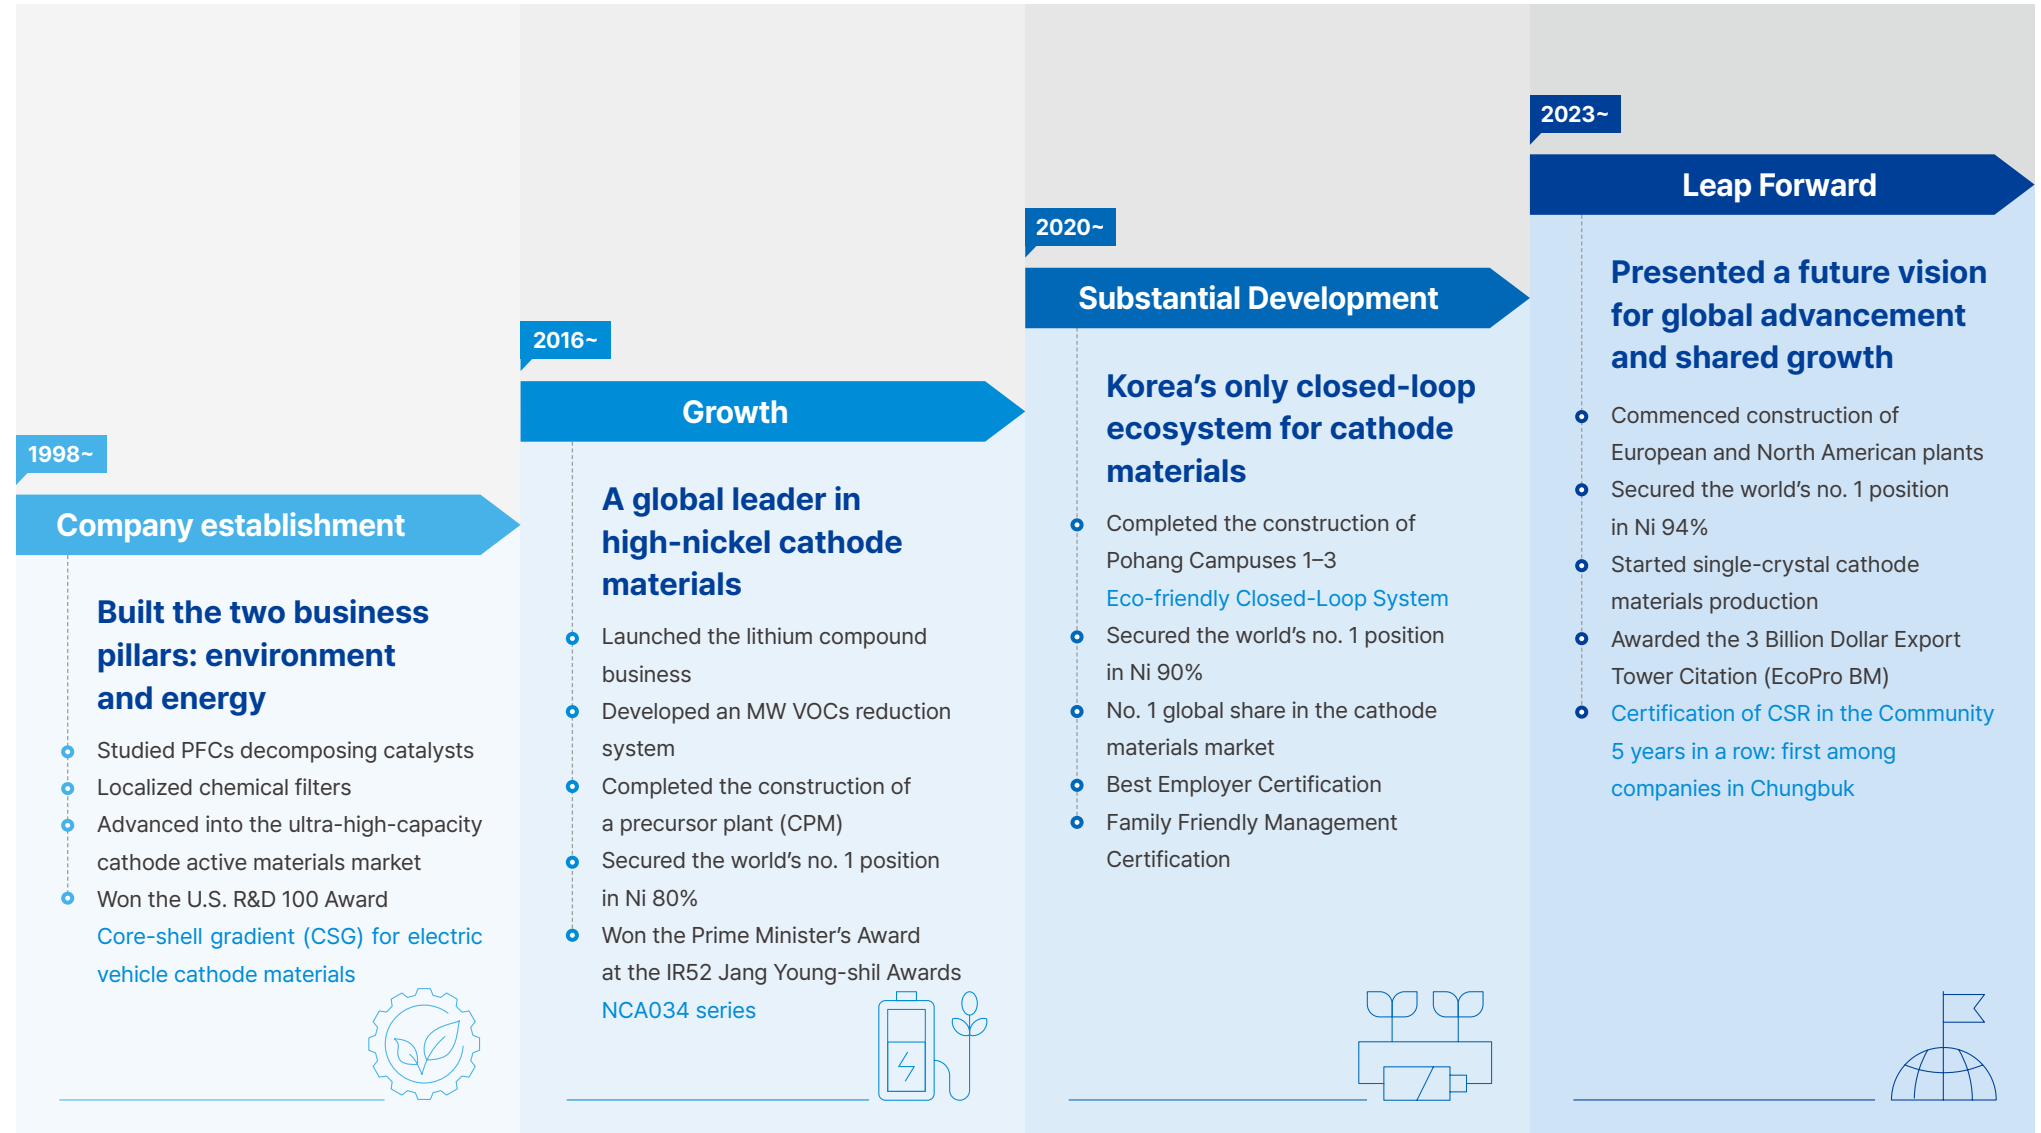 1998~
Company establishment
Built the two business
pillars: environment
and energy
Studied PFCs decomposing catalysts
Localized chemical filters
Advanced into the ultra-high-capacity
cathode active materials market
Won the U.S. R&D 100 Award
Core-shell gradient (CSG) for electric
vehicle cathode materials
2016~
Growth
A global leader in
high-nickel cathode
materials
Launched the lithium compound
business
Developed an MW VOCs reduction
system
Completed the construction of
a precursor plant (CPM)
Secured the world’s no. 1 position
in Ni 80%
Won the Prime Minister’s Award
at the IR52 Jang Young-shil Awards
NCA034 series
2020~
Substantial Development
Korea’s only closed-loop
ecosystem for cathode
materials
Completed the construction of
Pohang Campuses 1–3
Eco-friendly Closed-Loop System
Secured the world’s no. 1 position
in Ni 90%
No. 1 global share in the cathode
materials market
Best Employer Certification
Family Friendly Management
Certification
2023~
Leap Forward
Presented a future vision
for global advancement
and shared growth
Commenced construction of
European and North American plants
Secured the world’s no. 1 position
in Ni 94%
Started single-crystal cathode
materials production
Awarded the 3 Billion Dollar Export
Tower Citation (EcoPro BM)
Certification of CSR in the Community
5 years in a row: first among
companies in Chungbuk